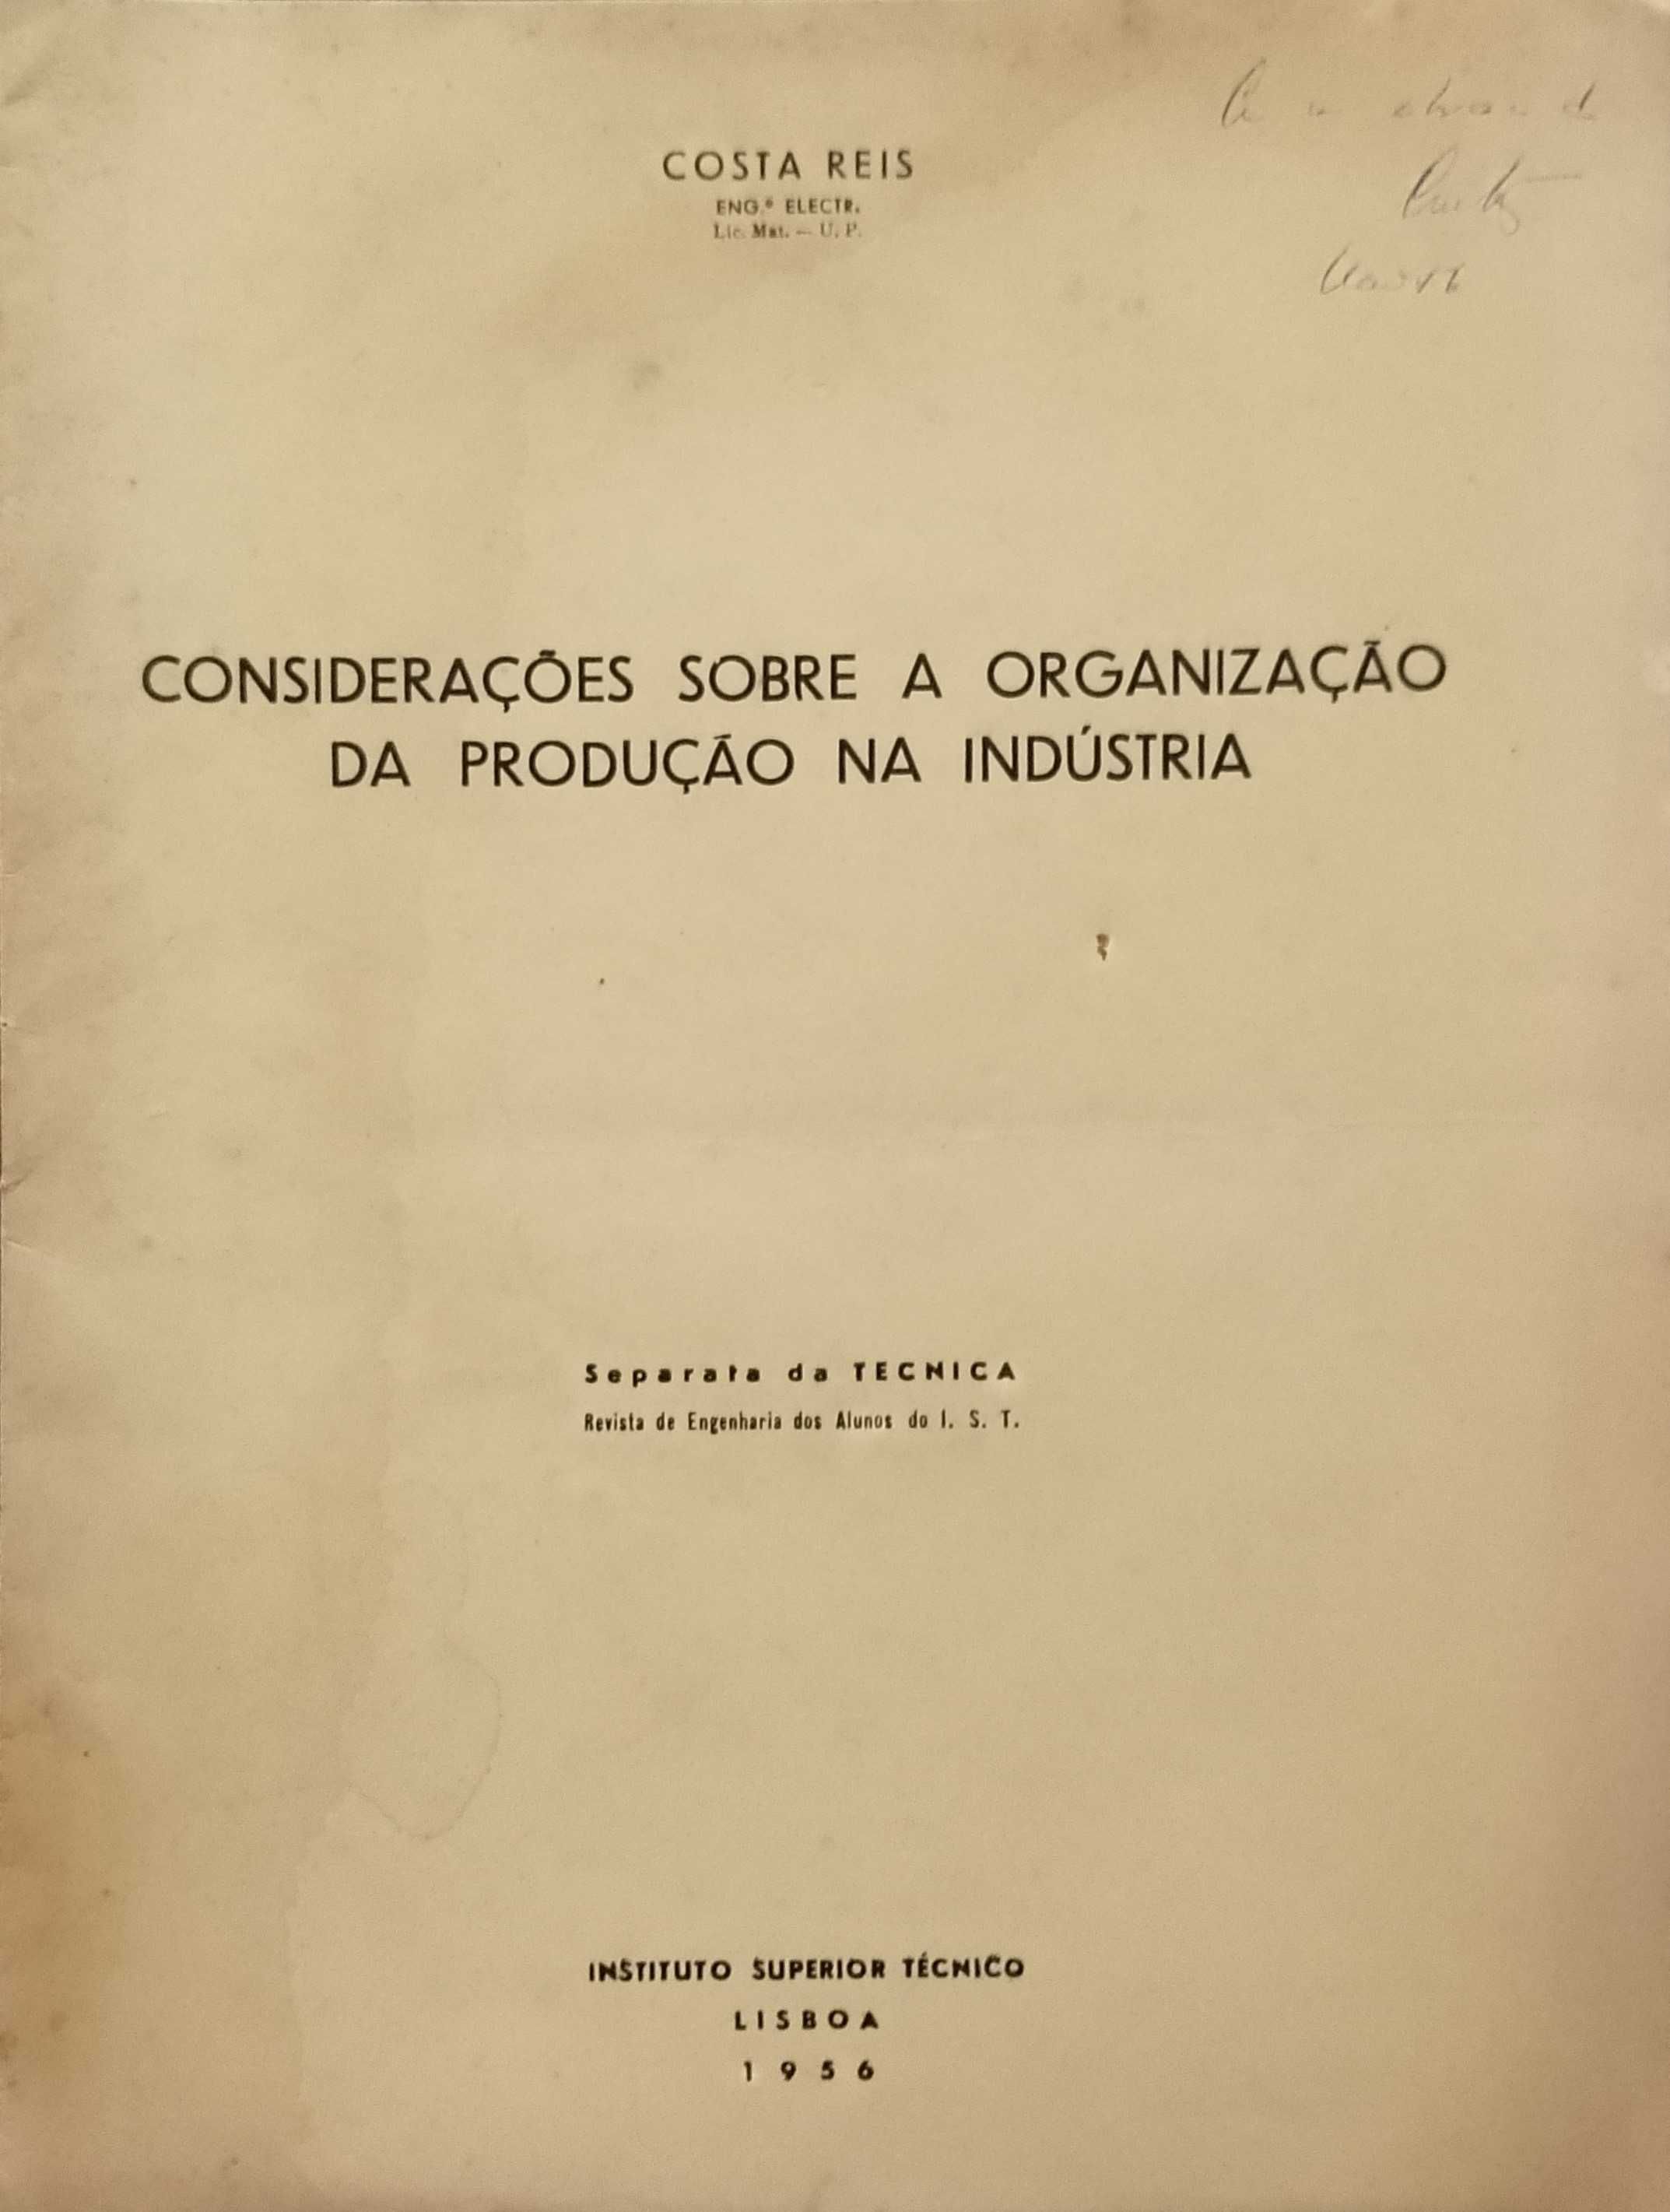 COSTA REIS
ENG.º ELECTR.
Lic. Mat. — U. P.
CONSIDERAÇÕES SOBRE A ORGANIZAÇÃO
DA PRODUÇÃO NA INDÚSTRIA
Separata da TECNICA
Revista de Engenharia dos Alunos do I. S. T.
INSTITUTO SUPERIOR TÉCNICO
LISBOA
1956